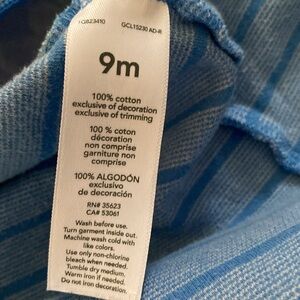 GCL15230 AD-R
9m
100% cotton
exclusive of decoration
exclusive of trimming
100 % coton
décoration
non comprise
garniture non
comprise
100% ALGODÓN
exclusivo
de decoración
RN# 35623
CA# 53061
Wash before use.
Turn garment inside out.
Machine wash cold with
like colors.
Use only non-chlorine
bleach when needed.
Tumble dry medium.
Warm iron if needed.
Do not iron decoration.